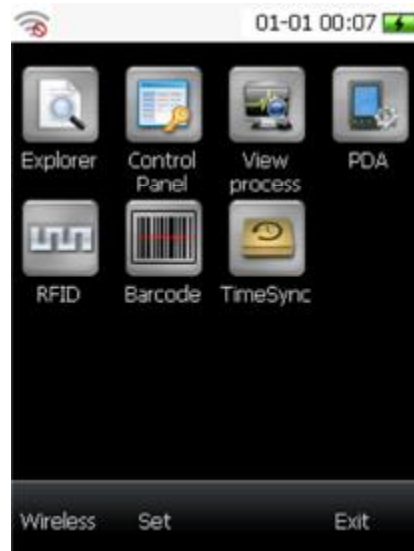 01-01 00:07
Explorer
Control Panel
View process
PDA
RFID
Barcode
TimeSync
Wireless
Set
Exit